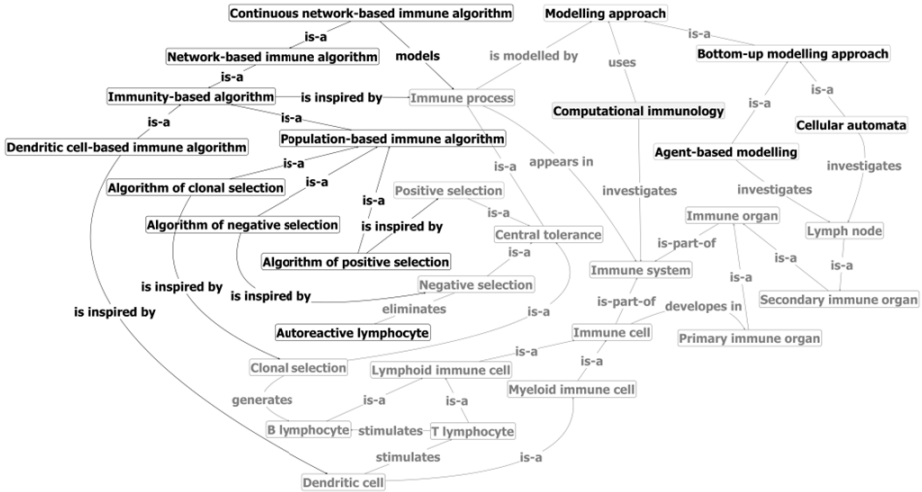 Continuous network-based immune algorithm
Modelling approach
is-a
is-a
Network-based immune algorithm
models
is modelled by
Bottom-up modelling approach
uses
is-a
Immunity-based algorithm
is inspired by
Immune process
is-a
is-a
is-a
is-a
Computational immunology
Population-based immune algorithm
Cellular automata
Dendritic cell-based immune algorithm
Agent-based modelling
is-a
is-a
appears in
investigates
Algorithm of clonal selection
is-a
Positive selection
investigates
investigates
is-a
is-a
Immune organ
Algorithm of negative selection
is inspired by
Central tolerance
Lymph node
is-part-of
is-a
Algorithm of positive selection
is-a
is-a
Immune system
is-a
is inspired by
Negative selection
is inspired by
is-part-of
Secondary immune organ
eliminates
developes in
is inspired by
is-a
Autoreactive lymphocyte
Immune cell
Primary immune organ
is-a
Clonal selection
Lymphoid immune cell
is-a
Myeloid immune cell
generates
is-a
is-a
B lymphocyte
stimulates
T lymphocyte
stimulates
is-a
Dendritic cell